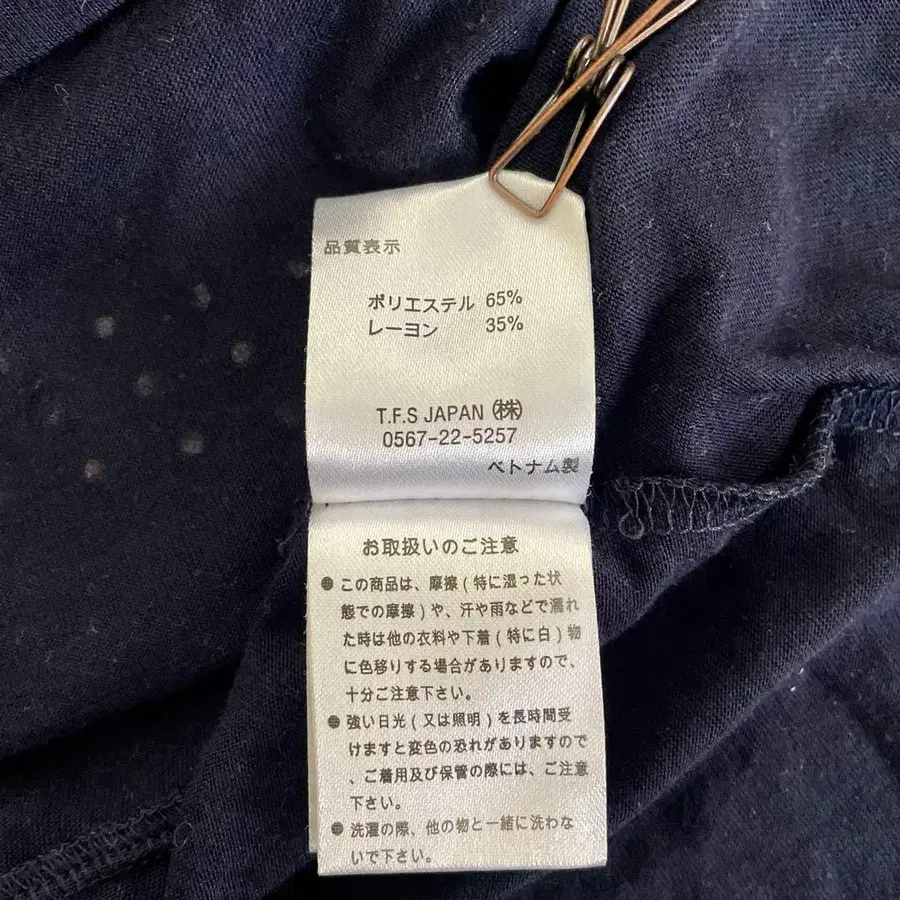 品質表示
ポリエステル 65%
レーヨン 35%
T.F.S JAPAN ㈱
0567-22-5257
ベトナム製
お取扱いのご注意
● この商品は、摩擦(特に湿った状
態での摩擦)や、汗や雨などで濡れ
た時は他の衣料や下着(特に白)物
に色移りする場合がありますので、
十分ご注意下さい。
● 強い日光(又は照明)を長時間受
けますと変色の恐れがありますので
、ご着用及び保管の際には、ご注意
下さい。
● 洗濯の際、他の物と一緒に洗わな
いで下さい。